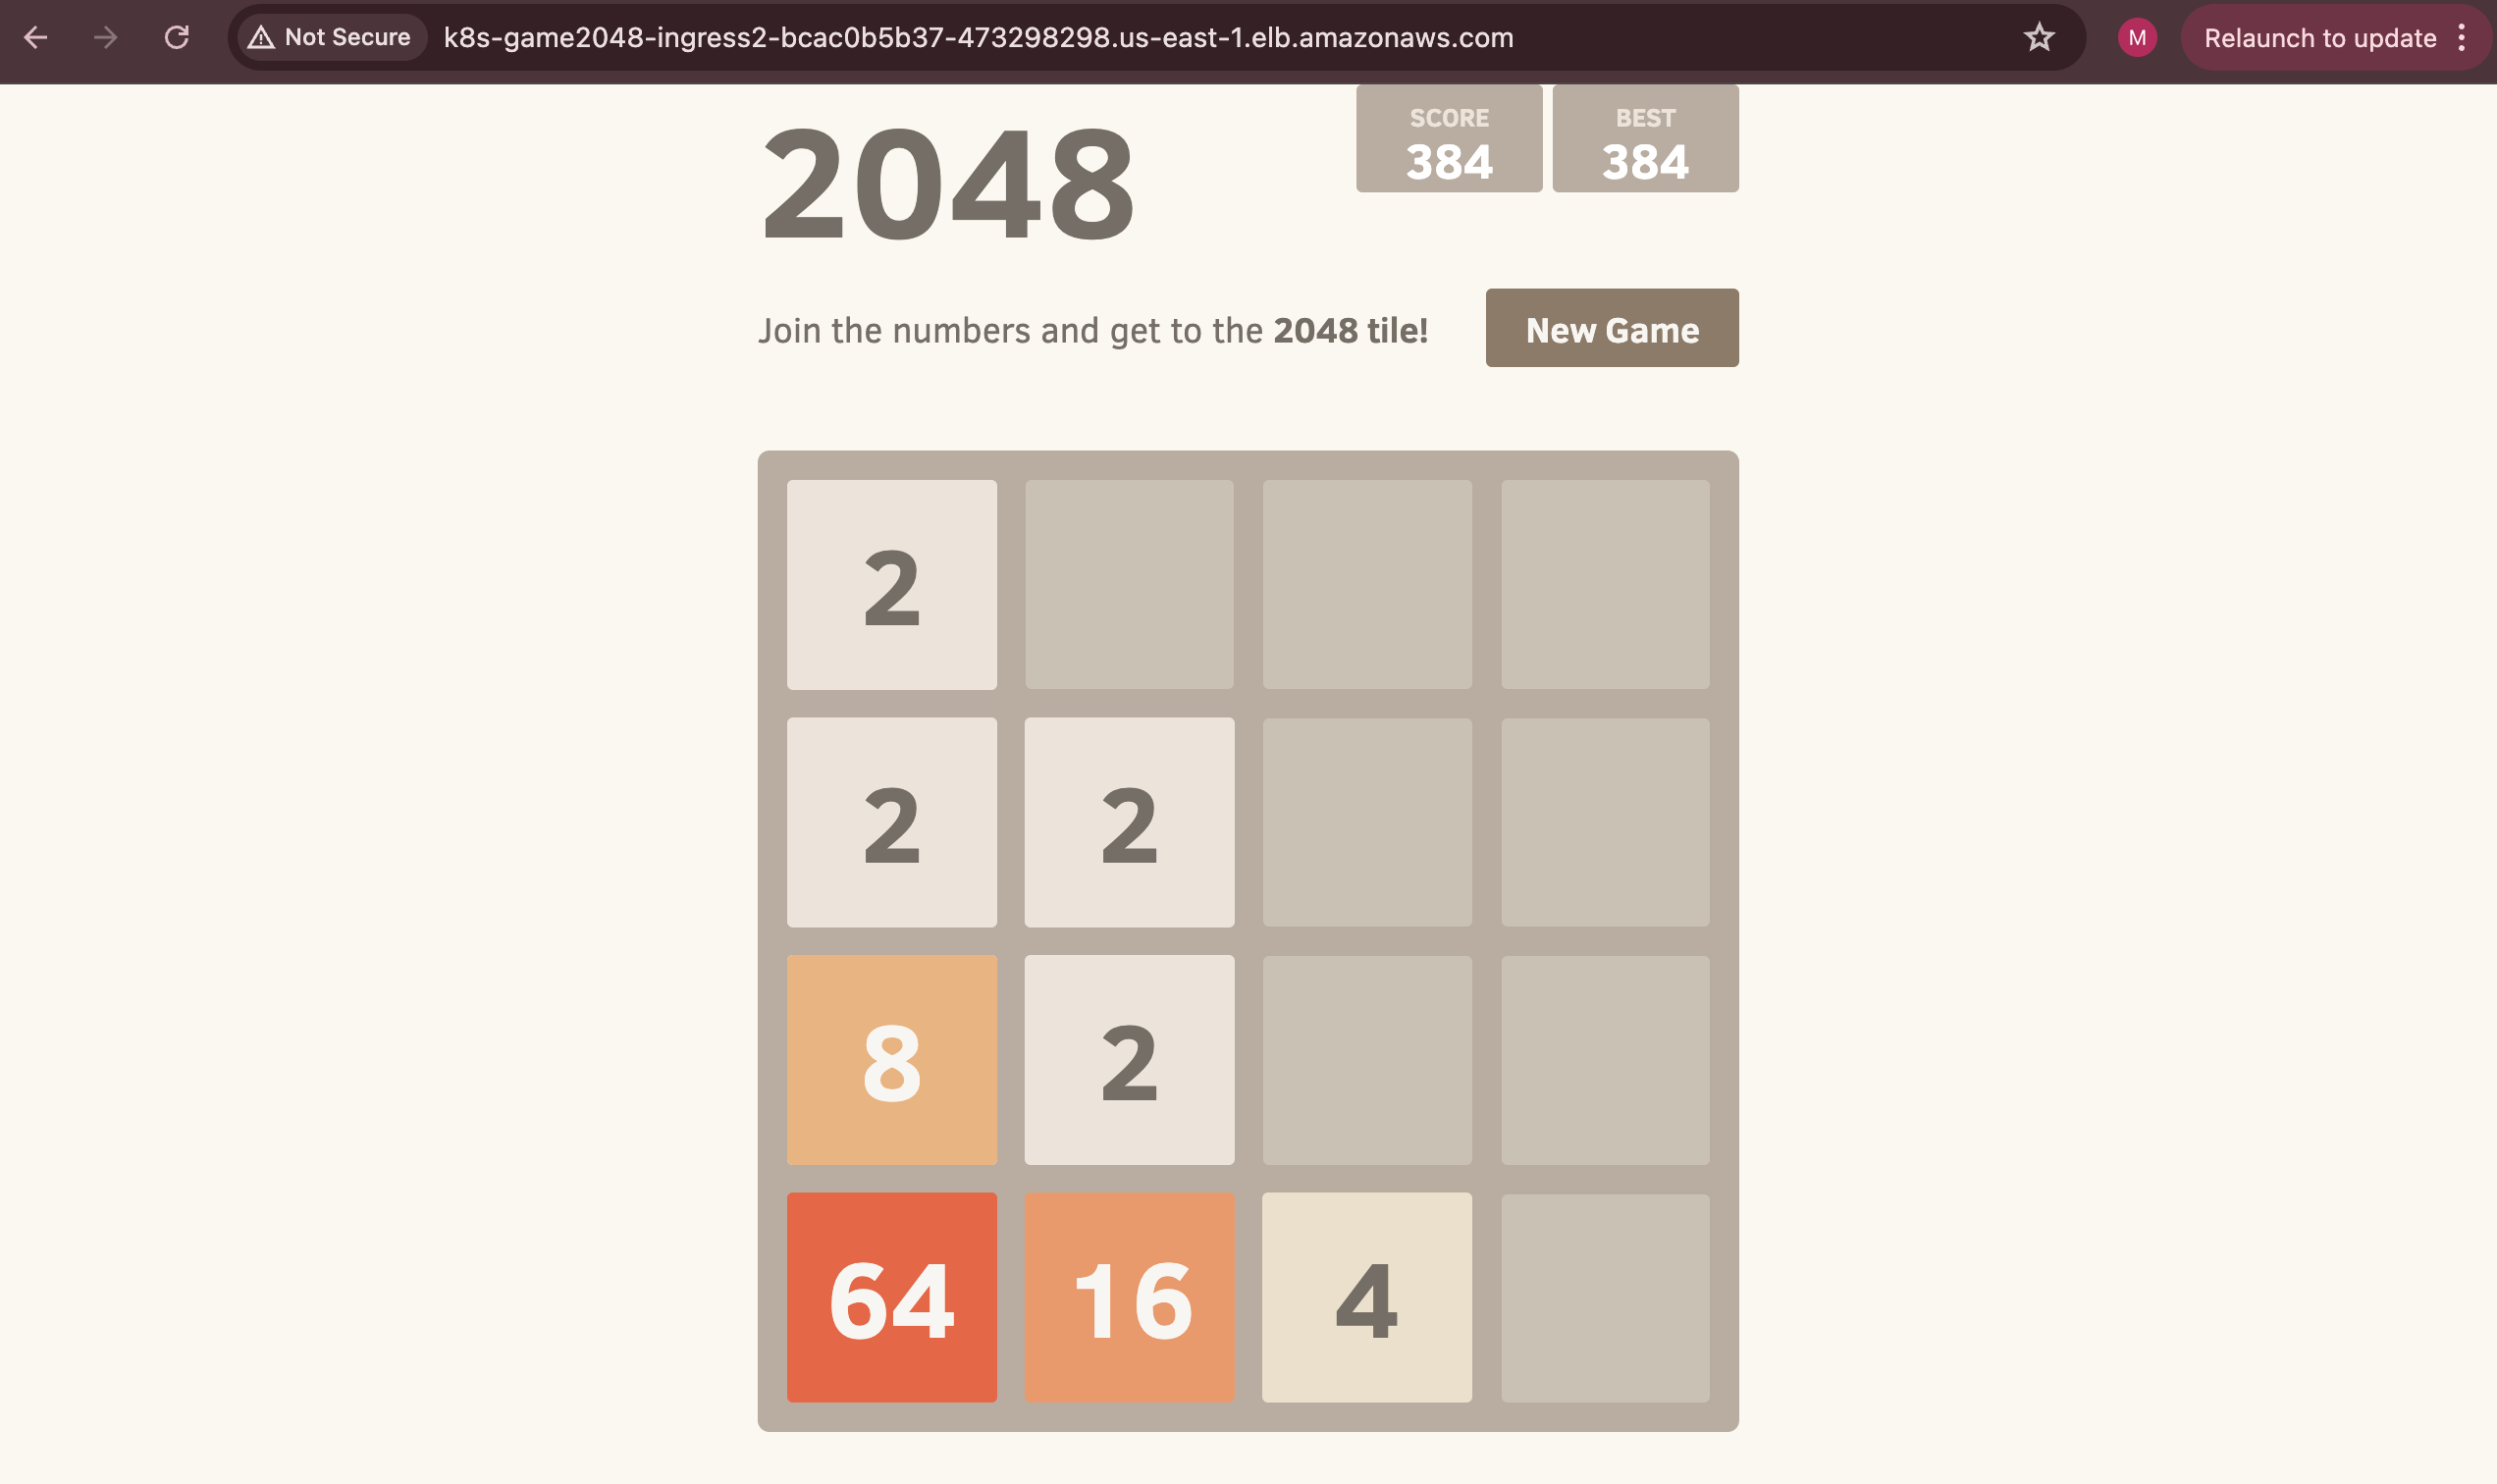 Not Secure k8s-game2048-ingress2-bcac0b5b37-473298298.us-east-1.elb.amazonaws.com M Relaunch to update
2048
SCORE BEST
384 384
Join the numbers and get to the 2048 tile! New Game
2
2 2
8 2
64 16 4